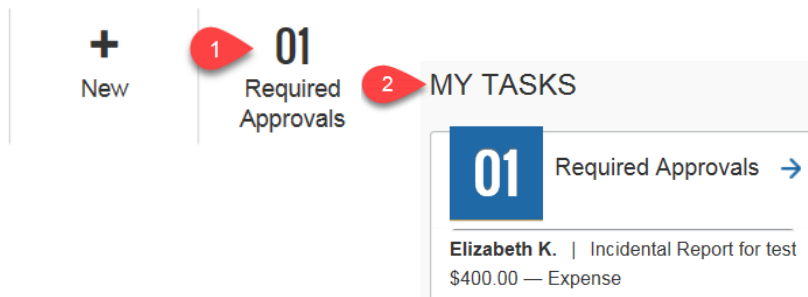 +
New
1
01
Required
Approvals
2
MY TASKS
01
Required Approvals →
Elizabeth K. | Incidental Report for test
$400.00 — Expense